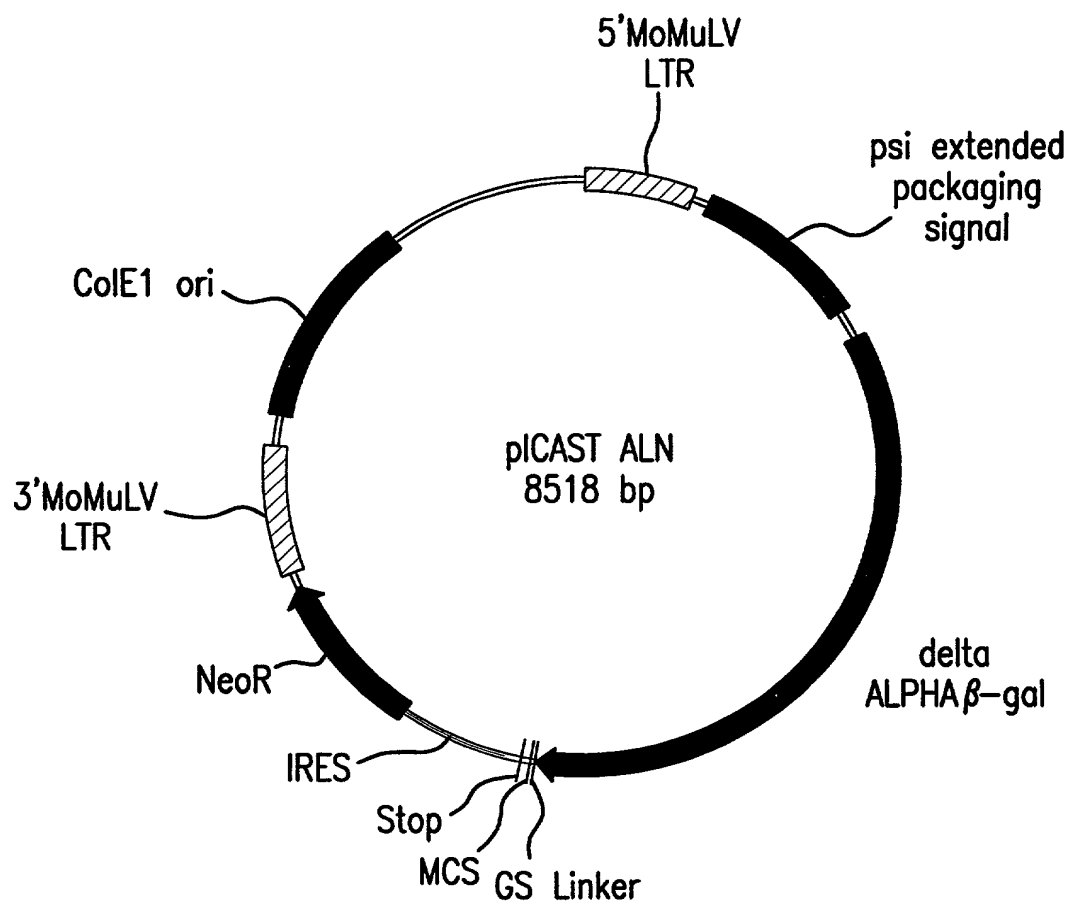 5'MoMuLV
LTR
psi extended
packaging
signal
ColE1 ori
pICAST ALN
8518 bp
3'MoMuLV
LTR
delta
ALPHAβ-gal
NeoR
IRES
Stop
MCS
GS Linker